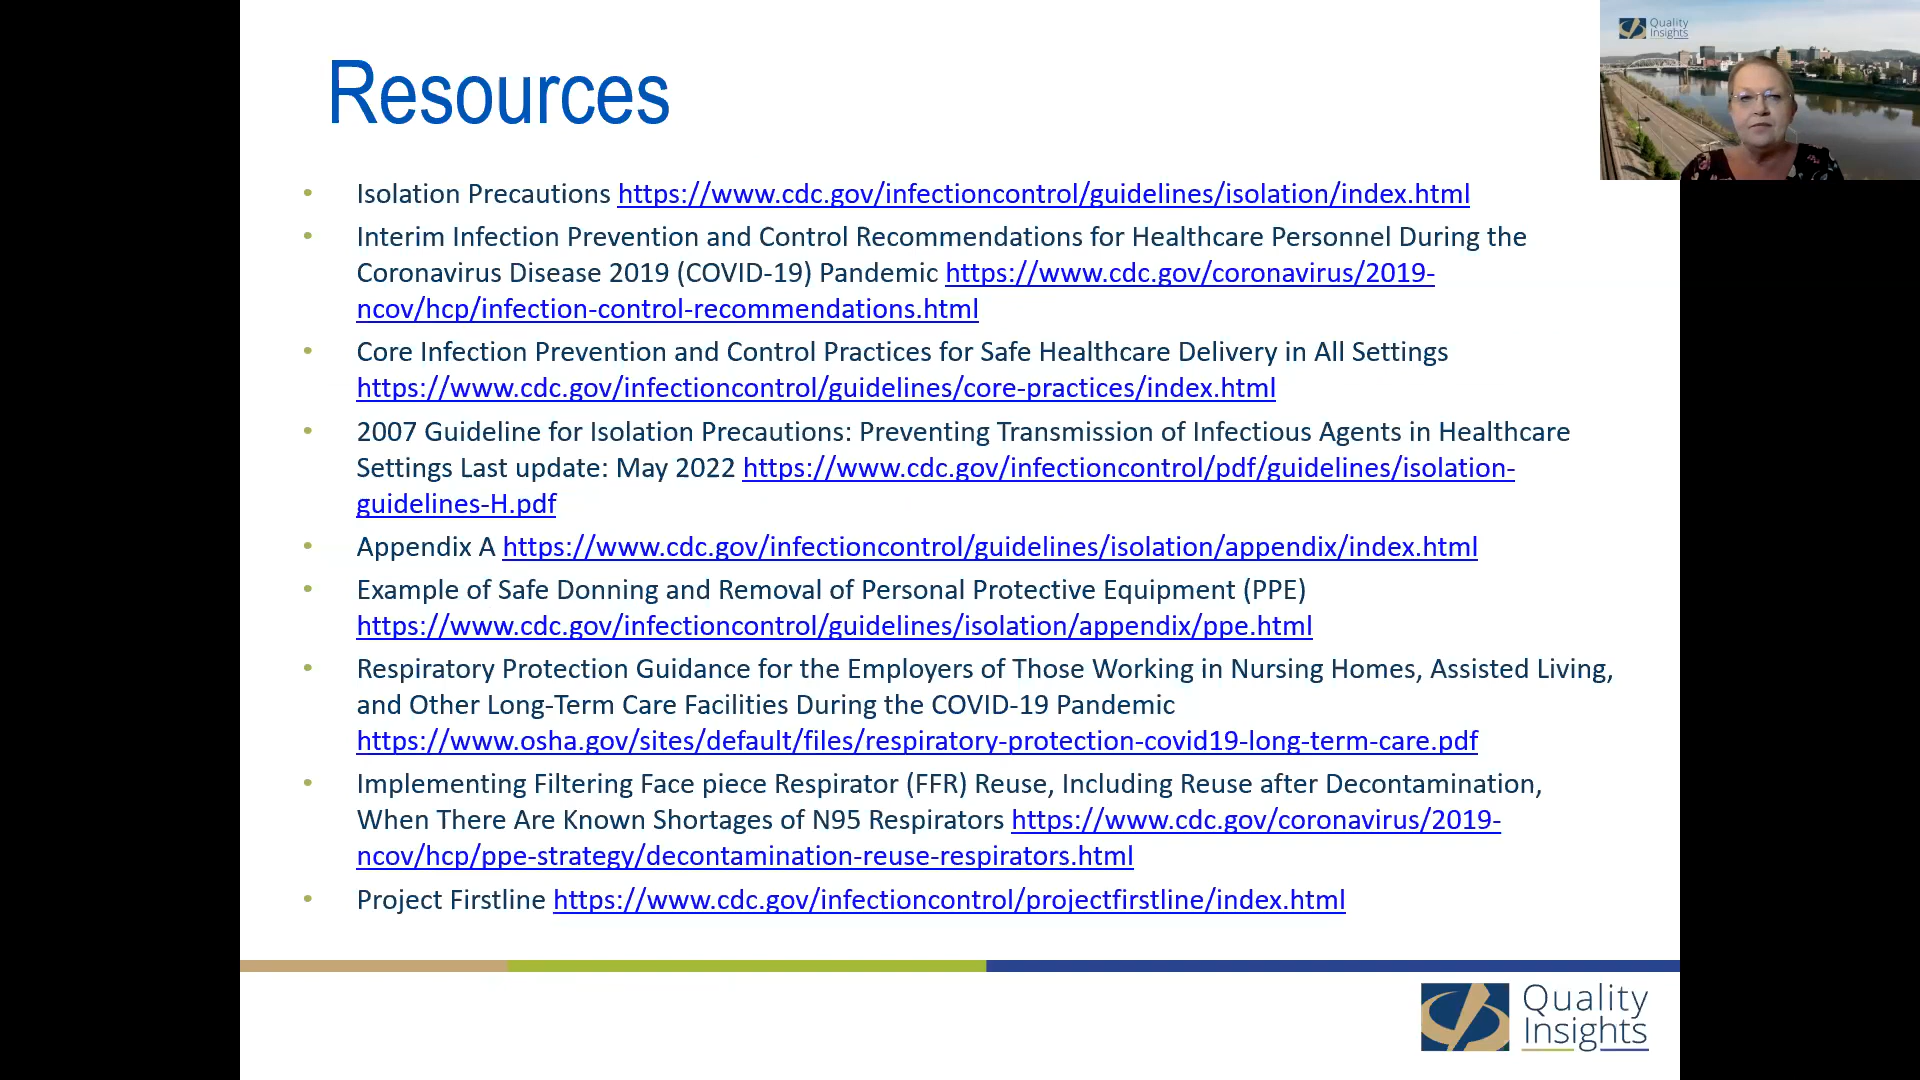 Resources
Quality
Insights
• Isolation Precautions https://www.cdc.gov/infectioncontrol/guidelines/isolation/index.html
• Interim Infection Prevention and Control Recommendations for Healthcare Personnel During the
Coronavirus Disease 2019 (COVID-19) Pandemic https://www.cdc.gov/coronavirus/2019-
ncov/hcp/infection-control-recommendations.html
• Core Infection Prevention and Control Practices for Safe Healthcare Delivery in All Settings
https://www.cdc.gov/infectioncontrol/guidelines/core-practices/index.html
• 2007 Guideline for Isolation Precautions: Preventing Transmission of Infectious Agents in Healthcare
Settings Last update: May 2022 https://www.cdc.gov/infectioncontrol/pdf/guidelines/isolation-
guidelines-H.pdf
• Appendix A https://www.cdc.gov/infectioncontrol/guidelines/isolation/appendix/index.html
• Example of Safe Donning and Removal of Personal Protective Equipment (PPE)
https://www.cdc.gov/infectioncontrol/guidelines/isolation/appendix/ppe.html
• Respiratory Protection Guidance for the Employers of Those Working in Nursing Homes, Assisted Living,
and Other Long-Term Care Facilities During the COVID-19 Pandemic
https://www.osha.gov/sites/default/files/respiratory-protection-covid19-long-term-care.pdf
• Implementing Filtering Face piece Respirator (FFR) Reuse, Including Reuse after Decontamination,
When There Are Known Shortages of N95 Respirators https://www.cdc.gov/coronavirus/2019-
ncov/hcp/ppe-strategy/decontamination-reuse-respirators.html
• Project Firstline https://www.cdc.gov/infectioncontrol/projectfirstline/index.html
Quality
Insights